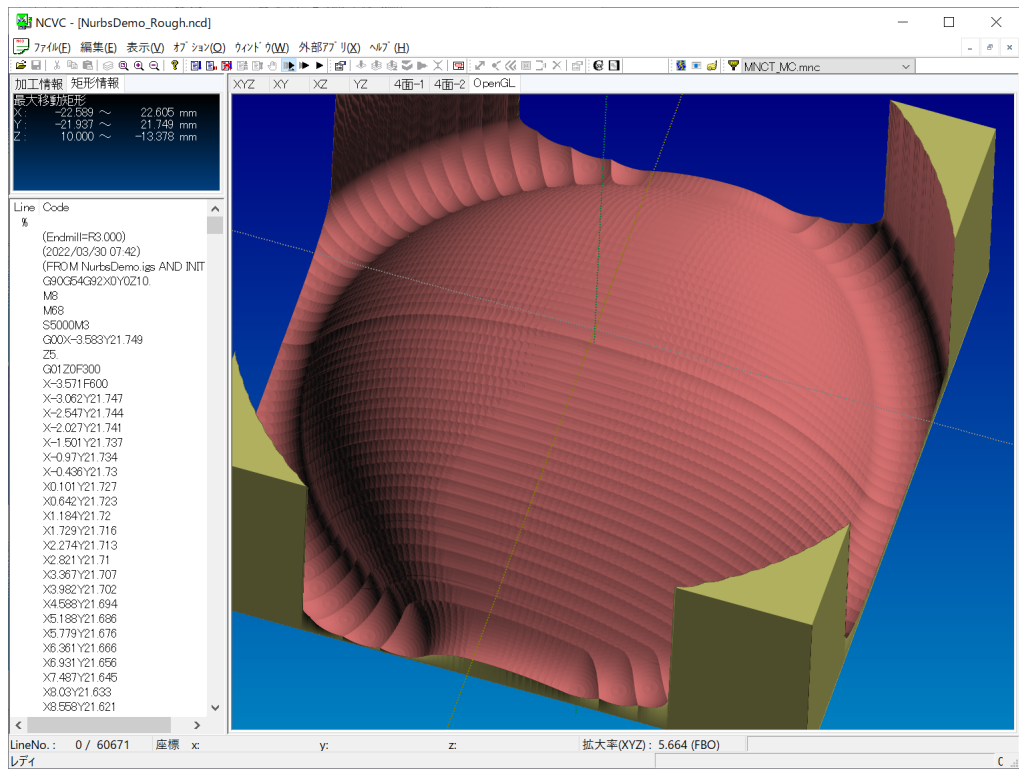 NCVC - [NurbsDemo_Rough.ncd]
ファイル(F) 編集(E) 表示(V) オプション(O) ウィンドウ(W) 外部アプリ(X) ヘルプ(H)
MNCT_MC.mnc
加工情報 矩形情報
XYZ XY XZ YZ 4面-1 4面-2 OpenGL
最大移動矩形
X : -22.589 ～ 22.605 mm
Y : -21.937 ～ 21.749 mm
Z : 10.000 ～ -13.378 mm
Line Code
%
(Endmill=R3.000)
(2022/03/30 07:42)
(FROM NurbsDemo.igs AND INIT
G90G54G92X0Y0Z10.
M8
M68
S5000M3
G00X-3.583Y21.749
Z5.
G01Z0F300
X-3.571F600
X-3.062Y21.747
X-2.547Y21.744
X-2.027Y21.741
X-1.501Y21.737
X-0.97Y21.734
X-0.436Y21.73
X0.101Y21.727
X0.642Y21.723
X1.184Y21.72
X1.729Y21.716
X2.274Y21.713
X2.821Y21.71
X3.367Y21.707
X3.982Y21.702
X4.588Y21.694
X5.188Y21.686
X5.779Y21.676
X6.361Y21.666
X6.931Y21.656
X7.487Y21.645
X8.03Y21.633
X8.558Y21.621
LineNo. : 0 / 60671 座標 x: y: z: 拡大率(XYZ) : 5.664 (FBO)
レディ C